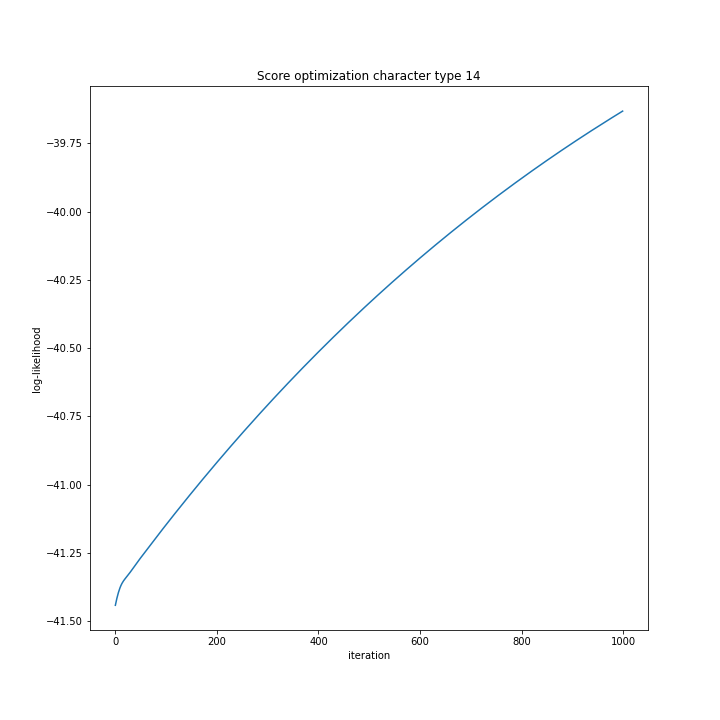 Score optimization character type 14
log-likelihood
−39.75
−40.00
−40.25
−40.50
−40.75
−41.00
−41.25
−41.50
0 200 400 600 800 1000
iteration